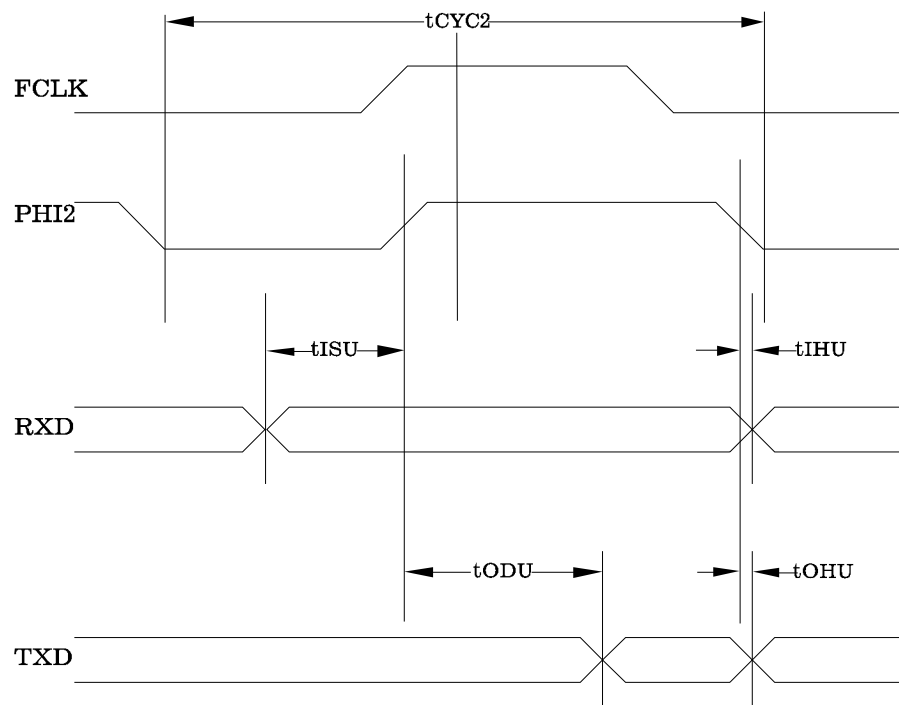 tCYC2
FCLK
PHI2
tISU
tIHU
RXD
tODU
tOHU
TXD